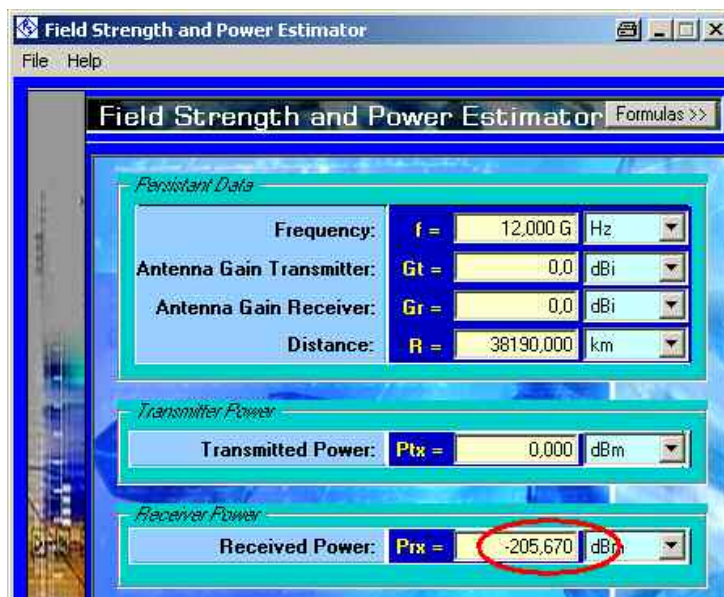 Field Strength and Power Estimator
File Help
Field Strength and Power Estimator Formulas >>
Persistant Data
Frequency: f = 12,000 G Hz
Antenna Gain Transmitter: Gt = 0,0 dBi
Antenna Gain Receiver: Gr = 0,0 dBi
Distance: R = 38190,000 km
Transmitter Power
Transmitted Power: Ptx = 0,000 dBm
Receiver Power
Received Power: Prx = -205,670 dBm